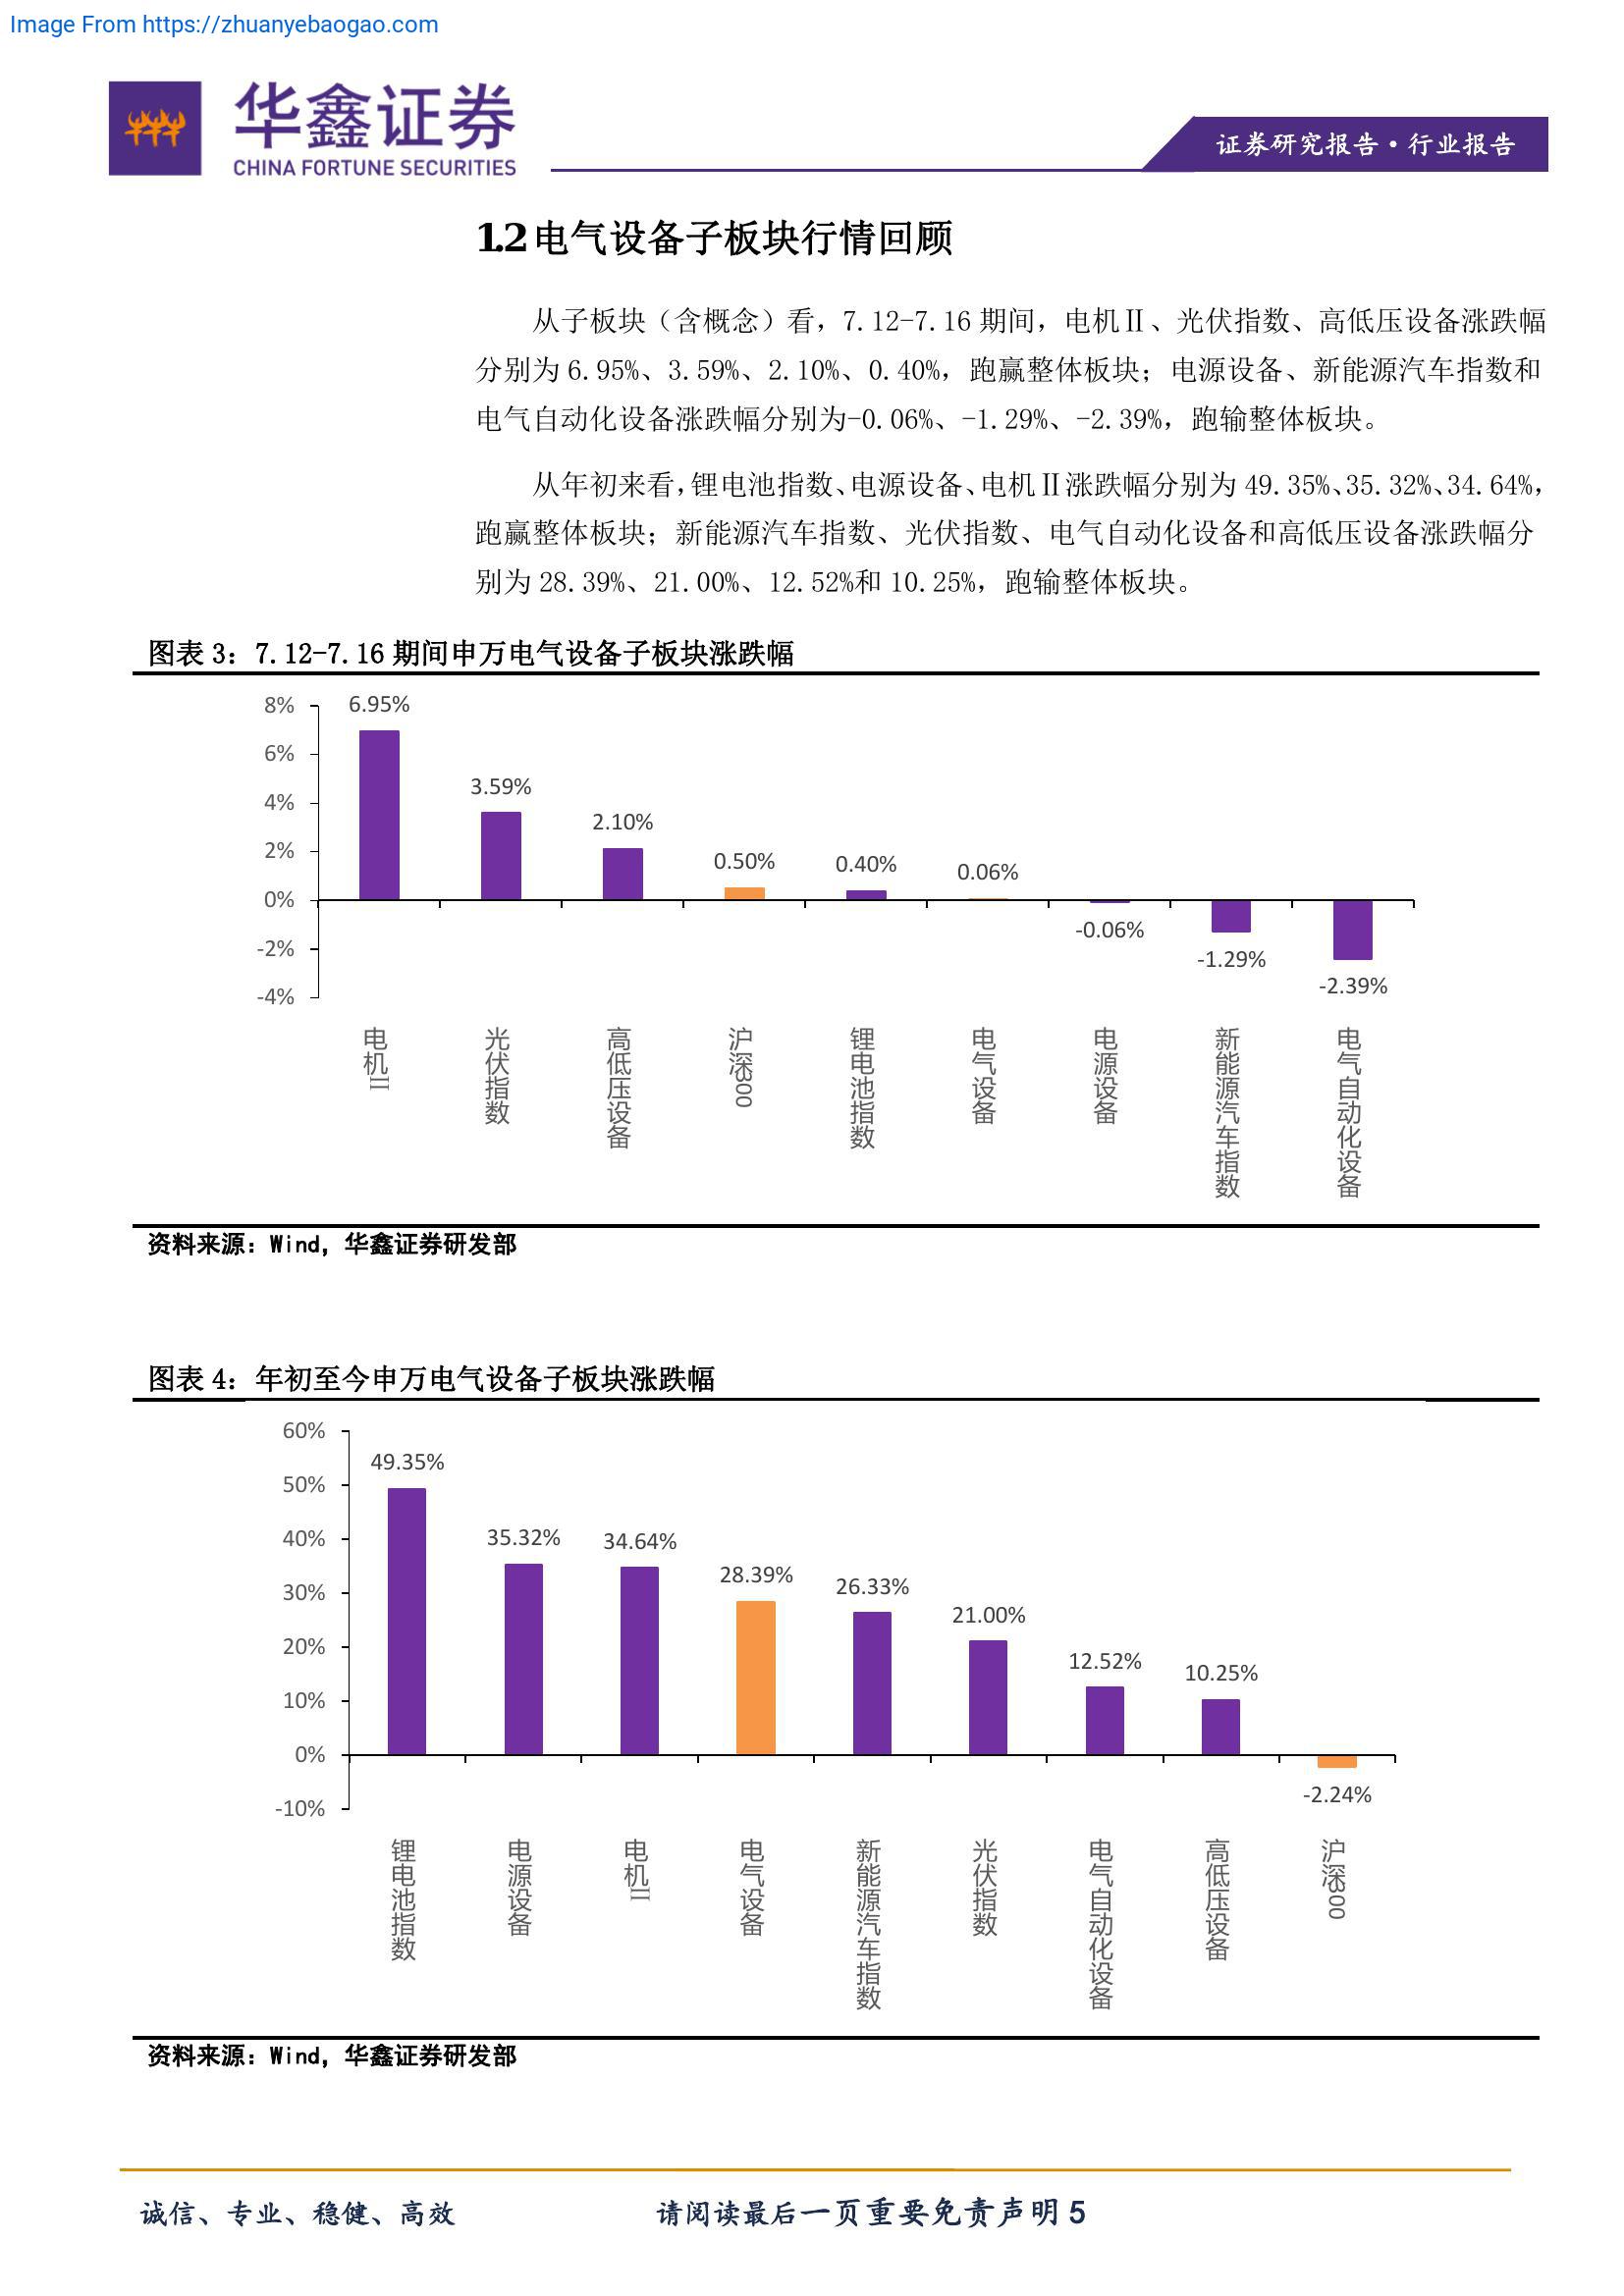 Image From https://zhuanyebaogao.com
华鑫证券
CHINA FORTUNE SECURITIES
证券研究报告·行业报告
1.2 电气设备子板块行情回顾
从子板块（含概念）看，7.12-7.16 期间，电机Ⅱ、光伏指数、高低压设备涨跌幅
分别为 6.95%、3.59%、2.10%、0.40%，跑赢整体板块；电源设备、新能源汽车指数和
电气自动化设备涨跌幅分别为-0.06%、-1.29%、-2.39%，跑输整体板块。
从年初来看，锂电池指数、电源设备、电机Ⅱ涨跌幅分别为 49.35%、35.32%、34.64%，
跑赢整体板块；新能源汽车指数、光伏指数、电气自动化设备和高低压设备涨跌幅分
别为 28.39%、21.00%、12.52%和 10.25%，跑输整体板块。
图表 3：7.12-7.16 期间申万电气设备子板块涨跌幅
8%
6%
4%
2%
0%
-2%
-4%
6.95%
3.59%
2.10%
0.50%
0.40%
0.06%
-0.06%
-1.29%
-2.39%
电机Ⅱ
光伏指数
高低压设备
沪深300
锂电池指数
电气设备
电源设备
新能源汽车指数
电气自动化设备
资料来源：Wind，华鑫证券研发部
图表 4：年初至今申万电气设备子板块涨跌幅
60%
50%
40%
30%
20%
10%
0%
-10%
49.35%
35.32%
34.64%
28.39%
26.33%
21.00%
12.52%
10.25%
-2.24%
锂电池指数
电源设备
电机Ⅱ
电气设备
新能源汽车指数
光伏指数
电气自动化设备
高低压设备
沪深300
资料来源：Wind，华鑫证券研发部
诚信、专业、稳健、高效
请阅读最后一页重要免责声明 5